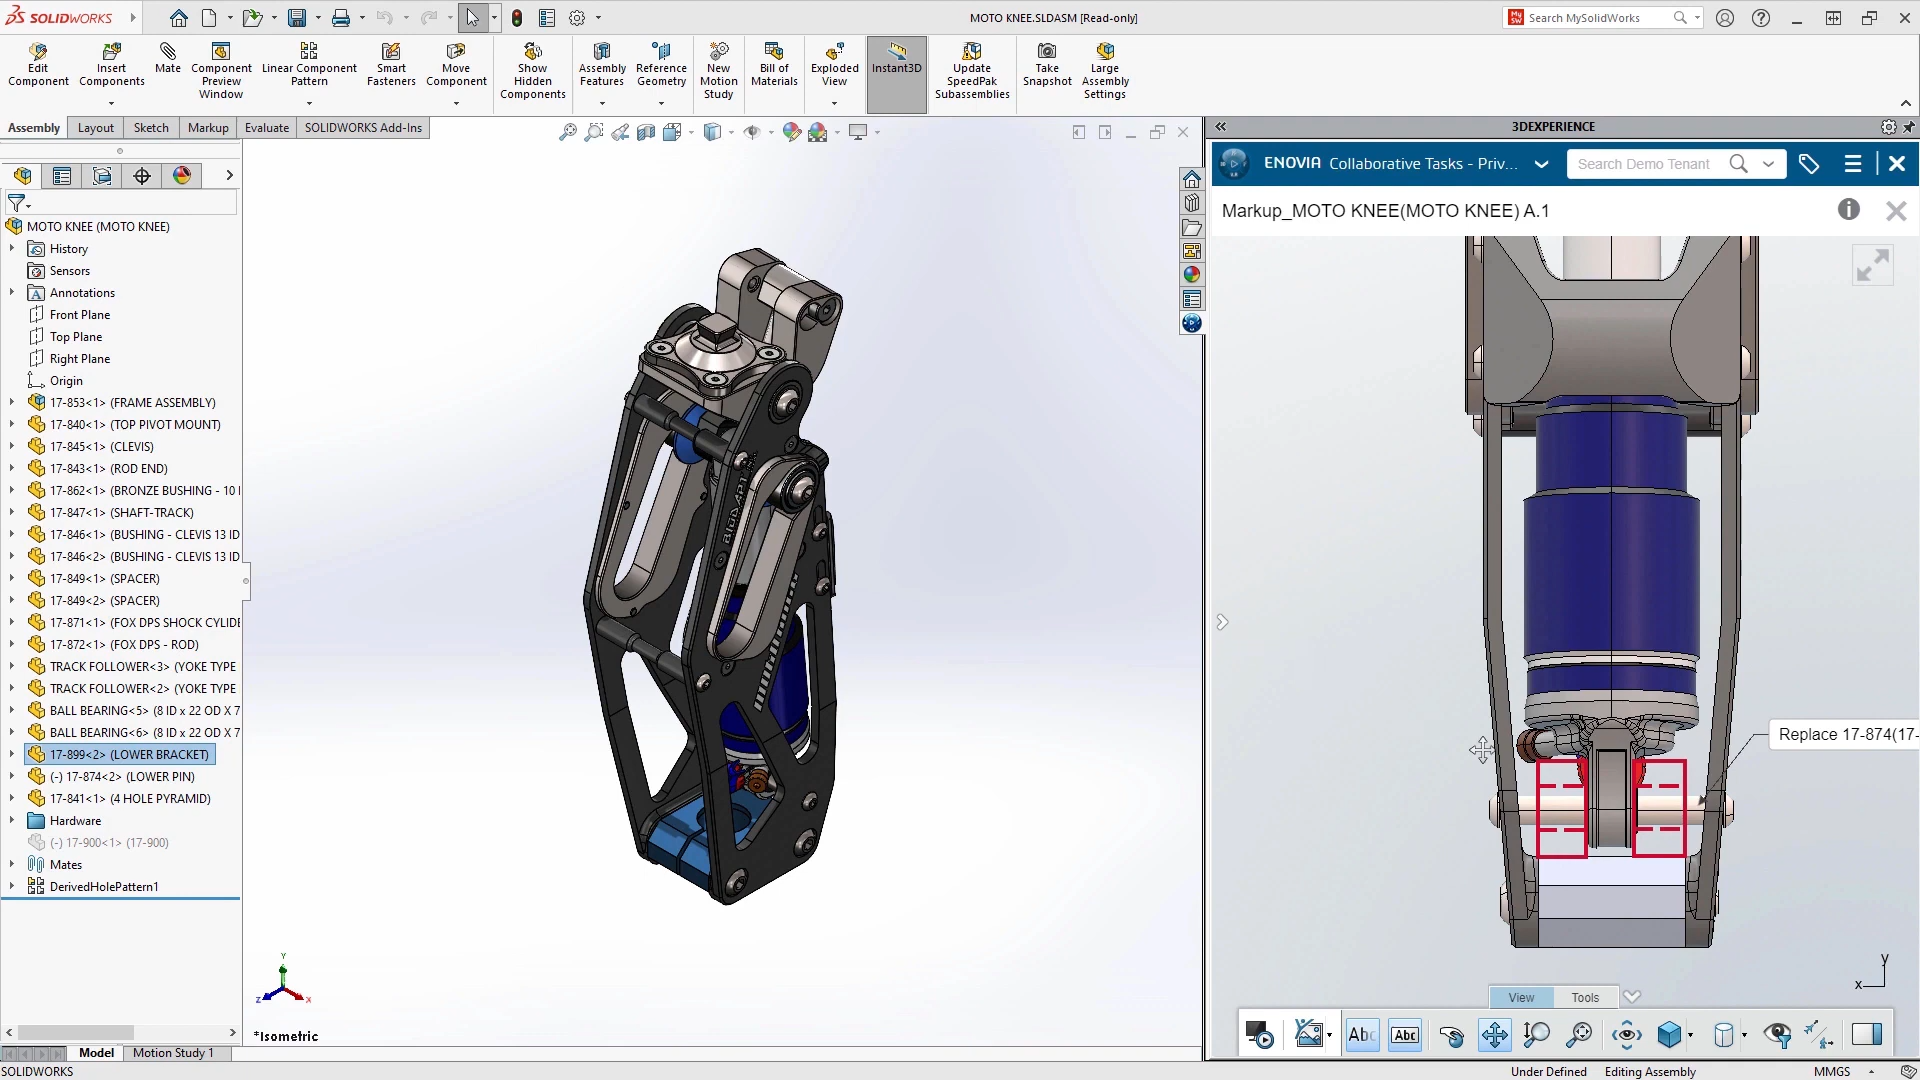 SOLIDWORKS
MOTO KNEE.SLDASM [Read-only]
Search MySolidWorks
Edit Component
Insert Components
Mate
Component Preview Window
Linear Component Pattern
Smart Fasteners
Move Component
Show Hidden Components
Assembly Features
Reference Geometry
New Motion Study
Bill of Materials
Exploded View
Instant3D
Update SpeedPak Subassemblies
Take Snapshot
Large Assembly Settings
Assembly
Layout
Sketch
Markup
Evaluate
SOLIDWORKS Add-Ins
MOTO KNEE (MOTO KNEE)
History
Sensors
Annotations
Front Plane
Top Plane
Right Plane
Origin
17-853<1> (FRAME ASSEMBLY)
17-840<1> (TOP PIVOT MOUNT)
17-845<1> (CLEVIS)
17-843<1> (ROD END)
17-862<1> (BRONZE BUSHING - 10 I
17-847<1> (SHAFT-TRACK)
17-846<1> (BUSHING - CLEVIS 13 ID
17-846<2> (BUSHING - CLEVIS 13 ID
17-849<1> (SPACER)
17-849<2> (SPACER)
17-871<1> (FOX DPS SHOCK CYLIDE
17-872<1> (FOX DPS - ROD)
TRACK FOLLOWER<3> (YOKE TYPE
TRACK FOLLOWER<2> (YOKE TYPE
BALL BEARING<5> (8 ID x 22 OD X 7
BALL BEARING<6> (8 ID x 22 OD X 7
17-899<2> (LOWER BRACKET)
(-) 17-874<2> (LOWER PIN)
17-841<1> (4 HOLE PYRAMID)
Hardware
(-) 17-900<1> (17-900)
Mates
DerivedHolePattern1
Y
Z
X
*Isometric
Model
Motion Study 1
SOLIDWORKS
3DEXPERIENCE
ENOVIA Collaborative Tasks - Priv...
Search Demo Tenant
Markup_MOTO KNEE(MOTO KNEE) A.1
Replace 17-874(17-
y
x
View
Tools
Abc
Abc
Under Defined
Editing Assembly
MMGS